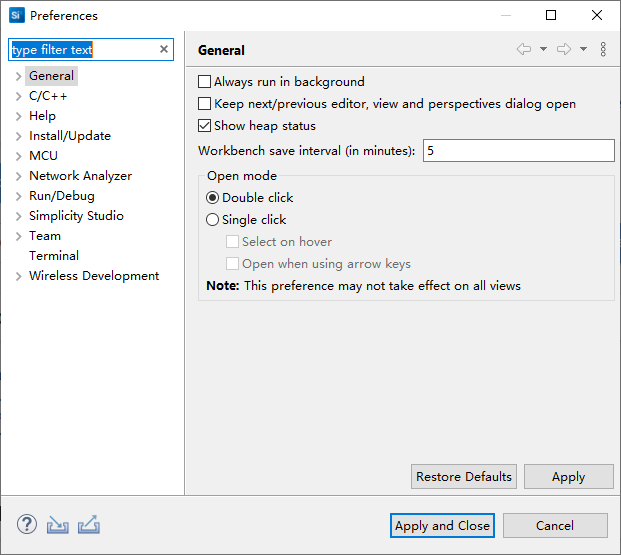 Si Preferences
type filter text
General
C/C++
Help
Install/Update
MCU
Network Analyzer
Run/Debug
Simplicity Studio
Team
Terminal
Wireless Development
General
Always run in background
Keep next/previous editor, view and perspectives dialog open
Show heap status
Workbench save interval (in minutes): 5
Open mode
Double click
Single click
Select on hover
Open when using arrow keys
Note: This preference may not take effect on all views
Restore Defaults Apply
? Apply and Close Cancel